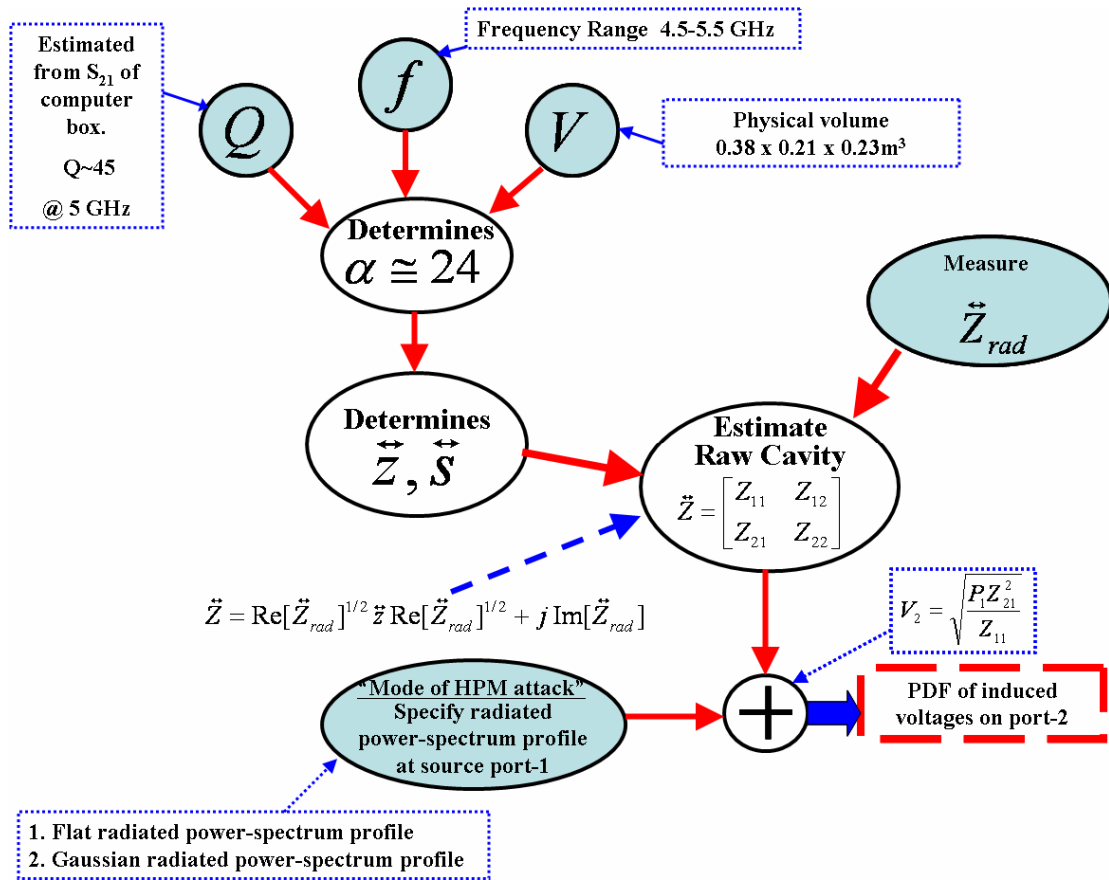 Estimated
from S₂₁ of
computer
box.
Q~45
@ 5 GHz
Frequency Range 4.5-5.5 GHz
Q
f
V
Physical volume
0.38 x 0.21 x 0.23m³
Determines
α ≅ 24
Measure
Z⃡_rad
Determines
z⃡ , s⃡
Estimate
Raw Cavity
Z⃡ = [Z₁₁ Z₁₂
Z₂₁ Z₂₂]
Z⃡ = Re[Z⃡_rad]^1/2 z⃡ Re[Z⃡_rad]^1/2 + j Im[Z⃡_rad]
V₂ = √(P₁Z₂₁²/Z₁₁)
"Mode of HPM attack"
Specify radiated
power-spectrum profile
at source port-1
+
PDF of induced
voltages on port-2
1. Flat radiated power-spectrum profile
2. Gaussian radiated power-spectrum profile